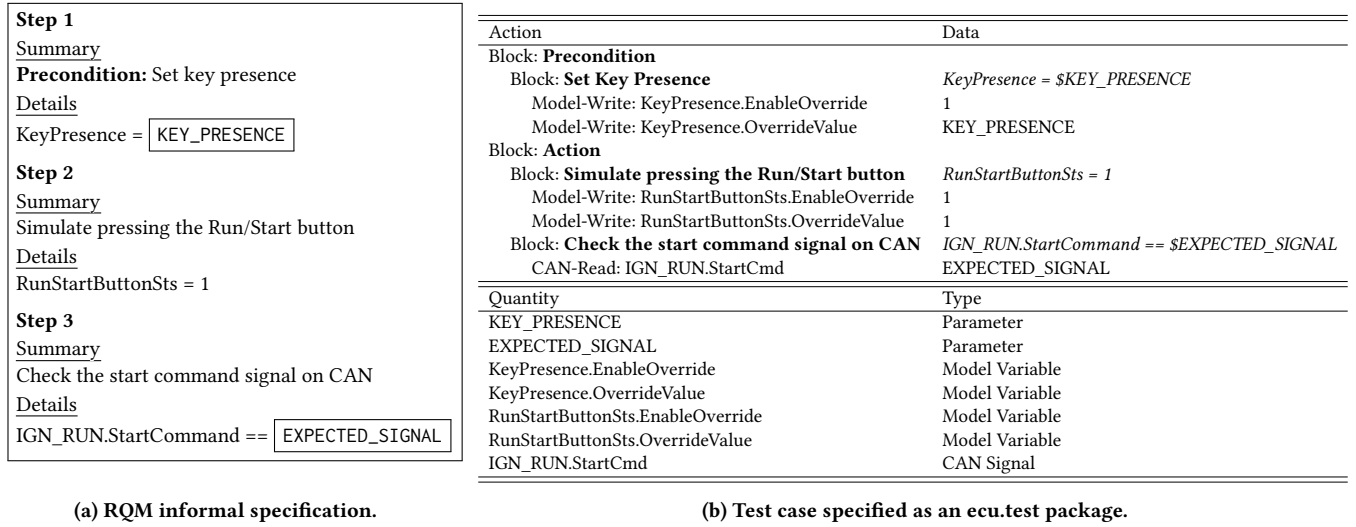 Step 1
Summary
Precondition: Set key presence
Details
KeyPresence = KEY_PRESENCE
Step 2
Summary
Simulate pressing the Run/Start button
Details
RunStartButtonSts = 1
Step 3
Summary
Check the start command signal on CAN
Details
IGN_RUN.StartCommand == EXPECTED_SIGNAL
(a) RQM informal specification.
Action Data
Block: Precondition
Block: Set Key Presence KeyPresence = $KEY_PRESENCE
Model-Write: KeyPresence.EnableOverride 1
Model-Write: KeyPresence.OverrideValue KEY_PRESENCE
Block: Action
Block: Simulate pressing the Run/Start button RunStartButtonSts = 1
Model-Write: RunStartButtonSts.EnableOverride 1
Model-Write: RunStartButtonSts.OverrideValue 1
Block: Check the start command signal on CAN IGN_RUN.StartCommand == $EXPECTED_SIGNAL
CAN-Read: IGN_RUN.StartCmd EXPECTED_SIGNAL
Quantity Type
KEY_PRESENCE Parameter
EXPECTED_SIGNAL Parameter
KeyPresence.EnableOverride Model Variable
KeyPresence.OverrideValue Model Variable
RunStartButtonSts.EnableOverride Model Variable
RunStartButtonSts.OverrideValue Model Variable
IGN_RUN.StartCmd CAN Signal
(b) Test case specified as an ecu.test package.